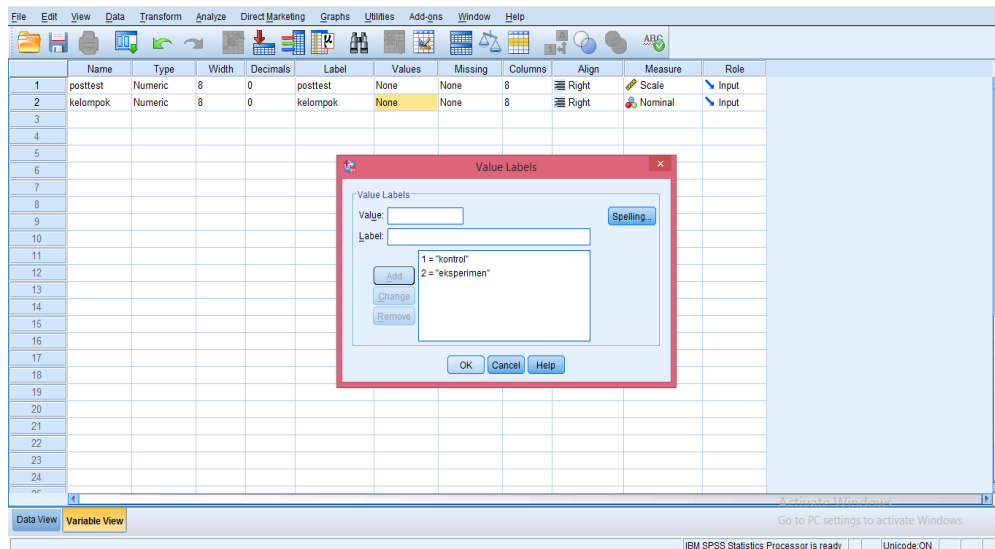 File Edit View Data Transform Analyze Direct Marketing Graphs Utilities Add-ons Window Help
Name Type Width Decimals Label Values Missing Columns Align Measure Role
1 posttest Numeric 8 0 posttest None None 8 Right Scale Input
2 kelompok Numeric 8 0 kelompok None None 8 Right Nominal Input
3
4
5
6
7
8
9
10
11
12
13
14
15
16
17
18
19
20
21
22
23
24
Value Labels
Value Labels
Value:
Spelling...
Label:
1 = "kontrol"
Add 2 = "eksperimen"
Change
Remove
OK Cancel Help
Activate Windows
Data View Variable View
Go to PC settings to activate Windows.
IBM SPSS Statistics Processor is ready Unicode:ON